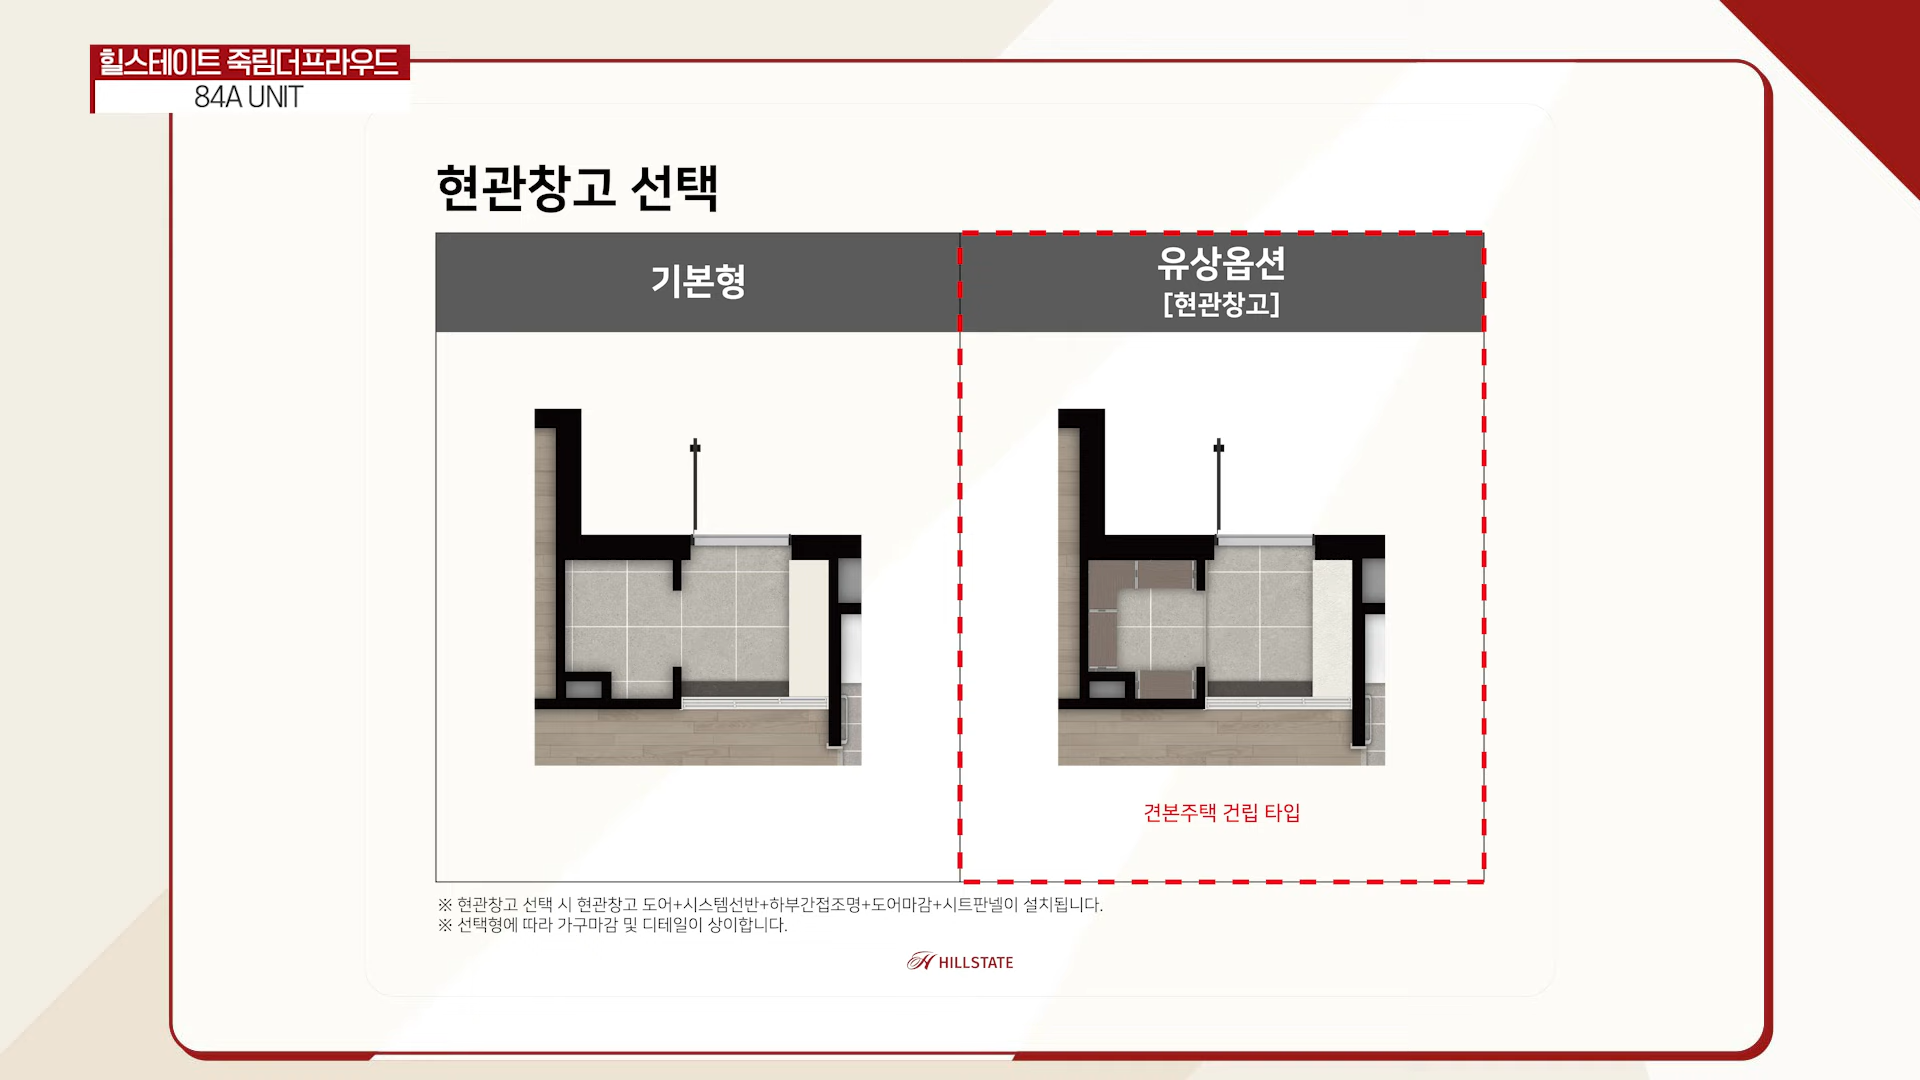 힐스테이트 죽림더프라우드
84A UNIT
현관창고 선택
기본형
유상옵션
[현관창고]
견본주택 건립 타입
※ 현관창고 선택 시 현관창고 도어+시스템선반+하부간접조명+도어마감+시트판넬이 설치됩니다.
※ 선택형에 따라 가구마감 및 디테일이 상이합니다.
HILLSTATE